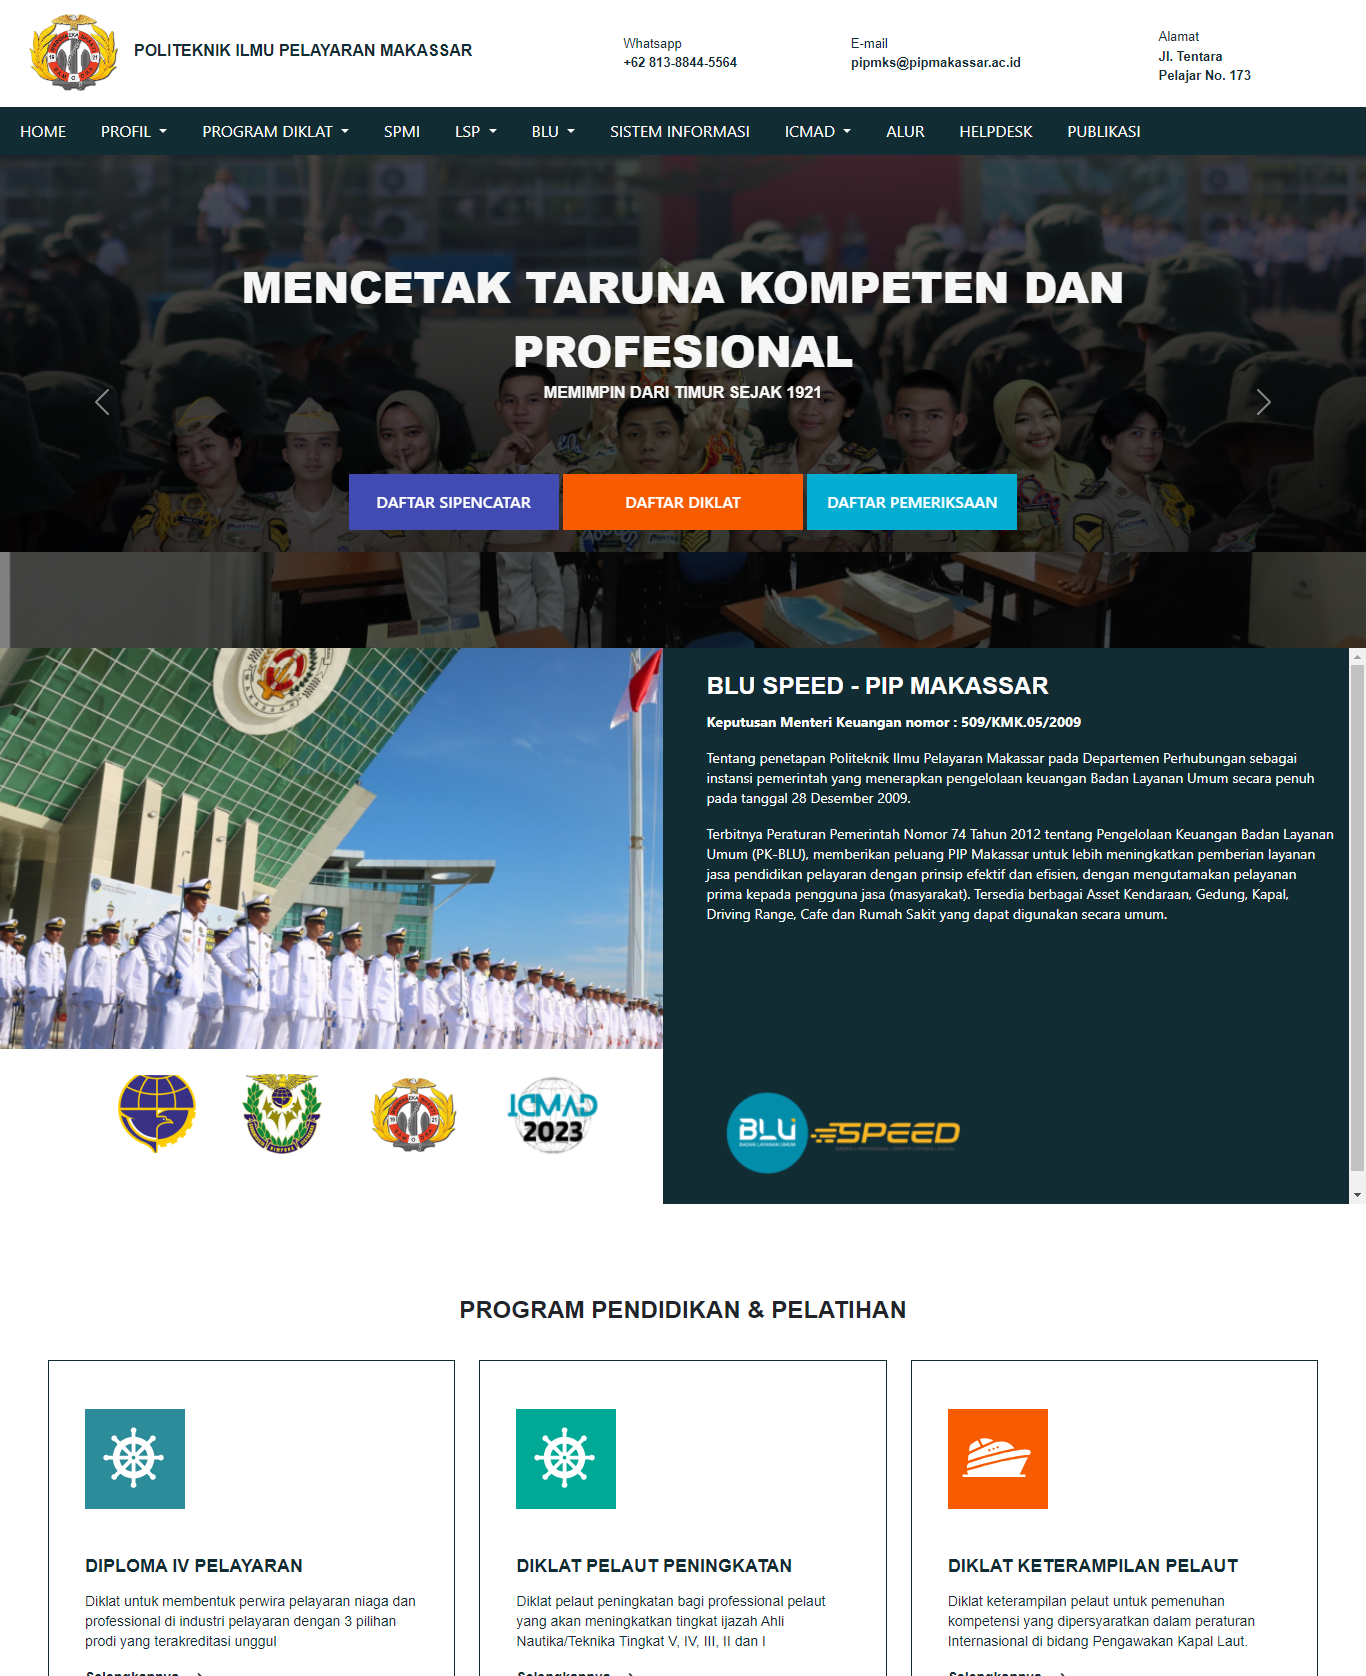 POLITEKNIK ILMU PELAYARAN MAKASSAR
Whatsapp
+62 813-8844-5564
E-mail
pipmks@pipmakassar.ac.id
Alamat
Jl. Tentara
Pelajar No. 173
HOME PROFIL PROGRAM DIKLAT SPMI LSP BLU SISTEM INFORMASI ICMAD ALUR HELPDESK PUBLIKASI
MENCETAK TARUNA KOMPETEN DAN
PROFESIONAL
MEMIMPIN DARI TIMUR SEJAK 1921
DAFTAR SIPENCATAR DAFTAR DIKLAT DAFTAR PEMERIKSAAN
BLU SPEED - PIP MAKASSAR
Keputusan Menteri Keuangan nomor : 509/KMK.05/2009
Tentang penetapan Politeknik Ilmu Pelayaran Makassar pada Departemen Perhubungan sebagai
instansi pemerintah yang menerapkan pengelolaan keuangan Badan Layanan Umum secara penuh
pada tanggal 28 Desember 2009.
Terbitnya Peraturan Pemerintah Nomor 74 Tahun 2012 tentang Pengelolaan Keuangan Badan Layanan
Umum (PK-BLU), memberikan peluang PIP Makassar untuk lebih meningkatkan pemberian layanan
jasa pendidikan pelayaran dengan prinsip efektif dan efisien, dengan mengutamakan pelayanan
prima kepada pengguna jasa (masyarakat). Tersedia berbagai Asset Kendaraan, Gedung, Kapal,
Driving Range, Cafe dan Rumah Sakit yang dapat digunakan secara umum.
ICMAD
2023
BLU
BADAN LAYANAN UMUM
SPEED
PROGRAM PENDIDIKAN & PELATIHAN
DIPLOMA IV PELAYARAN
Diklat untuk membentuk perwira pelayaran niaga dan
professional di industri pelayaran dengan 3 pilihan
prodi yang terakreditasi unggul
Selengkapnya
DIKLAT PELAUT PENINGKATAN
Diklat pelaut peningkatan bagi professional pelaut
yang akan meningkatkan tingkat ijazah Ahli
Nautika/Teknika Tingkat V, IV, III, II dan I
Selengkapnya
DIKLAT KETERAMPILAN PELAUT
Diklat keterampilan pelaut untuk pemenuhan
kompetensi yang dipersyaratkan dalam peraturan
Internasional di bidang Pengawakan Kapal Laut.
Selengkapnya